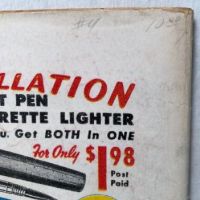 #4
LLATION
T PEN
RETTE LIGHTER
u. Get BOTH in ONE
For Only $1.98
Post
Paid